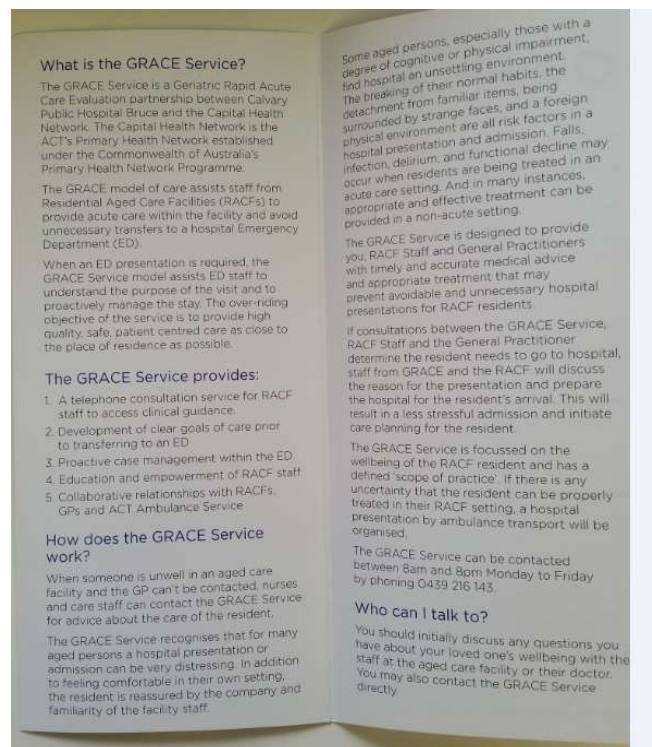 What is the GRACE Service?
The GRACE Service is a Geriatric Rapid Acute
Care Evaluation partnership between Calvary
Public Hospital Bruce and the Capital Health
Network. The Capital Health Network is the
ACT's Primary Health Network established
under the Commonwealth of Australia's
Primary Health Network Programme.
The GRACE model of care assists staff from
Residential Aged Care Facilities (RACFs) to
provide acute care within the facility and avoid
unnecessary transfers to a hospital Emergency
Department (ED).
When an ED presentation is required, the
GRACE Service model assists ED staff to
understand the purpose of the visit and to
proactively manage the stay. The over-riding
objective of the service is to provide high
quality, safe, patient centred care as close to
the place of residence as possible.
The GRACE Service provides:
1. A telephone consultation service for RACF
staff to access clinical guidance.
2. Development of clear goals of care prior
to transferring to an ED
3. Proactive case management within the ED
4. Education and empowerment of RACF staff
5. Collaborative relationships with RACFs,
GPs and ACT Ambulance Service
How does the GRACE Service
work?
When someone is unwell in an aged care
facility and the GP can't be contacted, nurses
and care staff can contact the GRACE Service
for advice about the care of the resident.
The GRACE Service recognises that for many
aged persons a hospital presentation or
admission can be very distressing. In addition
to feeling comfortable in their own setting,
the resident is reassured by the company and
familiarity of the facility staff.
Some aged persons, especially those with a
degree of cognitive or physical impairment,
find hospital an unsettling environment.
The breaking of their normal habits, the
detachment from familiar items, being
surrounded by strange faces, and a foreign
physical environment are all risk factors in a
hospital presentation and admission. Falls,
infection, delirium, and functional decline may
occur when residents are being treated in an
acute care setting. And in many instances,
appropriate and effective treatment can be
provided in a non-acute setting.
The GRACE Service is designed to provide
you, RACF Staff and General Practitioners
with timely and accurate medical advice
and appropriate treatment that may
prevent avoidable and unnecessary hospital
presentations for RACF residents.
If consultations between the GRACE Service,
RACF Staff and the General Practitioner
determine the resident needs to go to hospital,
staff from GRACE and the RACF will discuss
the reason for the presentation and prepare
the hospital for the resident's arrival. This will
result in a less stressful admission and initiate
care planning for the resident.
The GRACE Service is focussed on the
wellbeing of the RACF resident and has a
defined 'scope of practice'. If there is any
uncertainty that the resident can be properly
treated in their RACF setting, a hospital
presentation by ambulance transport will be
organised.
The GRACE Service can be contacted
between 8am and 8pm Monday to Friday
by phoning 0439 216 143.
Who can I talk to?
You should initially discuss any questions you
have about your loved one's wellbeing with the
staff at the aged care facility or their doctor.
You may also contact the GRACE Service
directly.